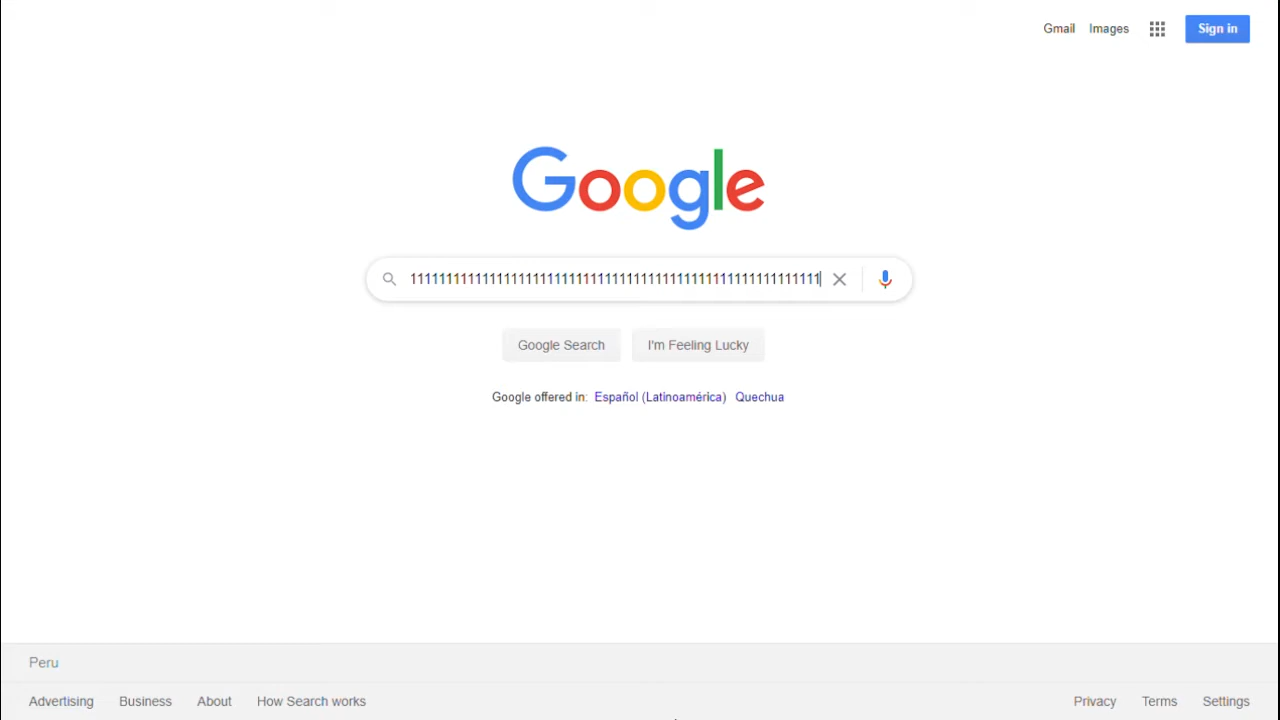 Gmail Images Sign in
Google
111111111111111111111111111111111111111111111111111111111
Google Search I'm Feeling Lucky
Google offered in: Español (Latinoamérica) Quechua
Peru
Advertising Business About How Search works Privacy Terms Settings